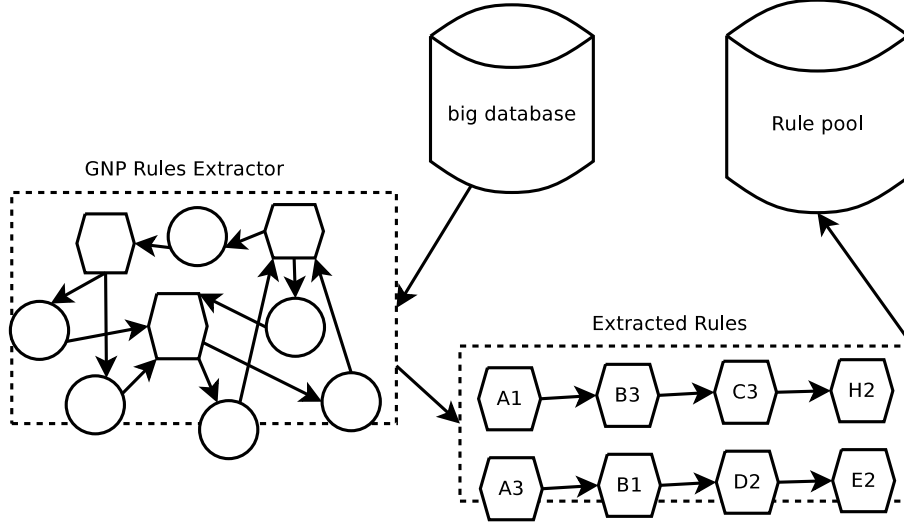 big database
Rule pool
GNP Rules Extractor
Extracted Rules
A1 B3 C3 H2
A3 B1 D2 E2